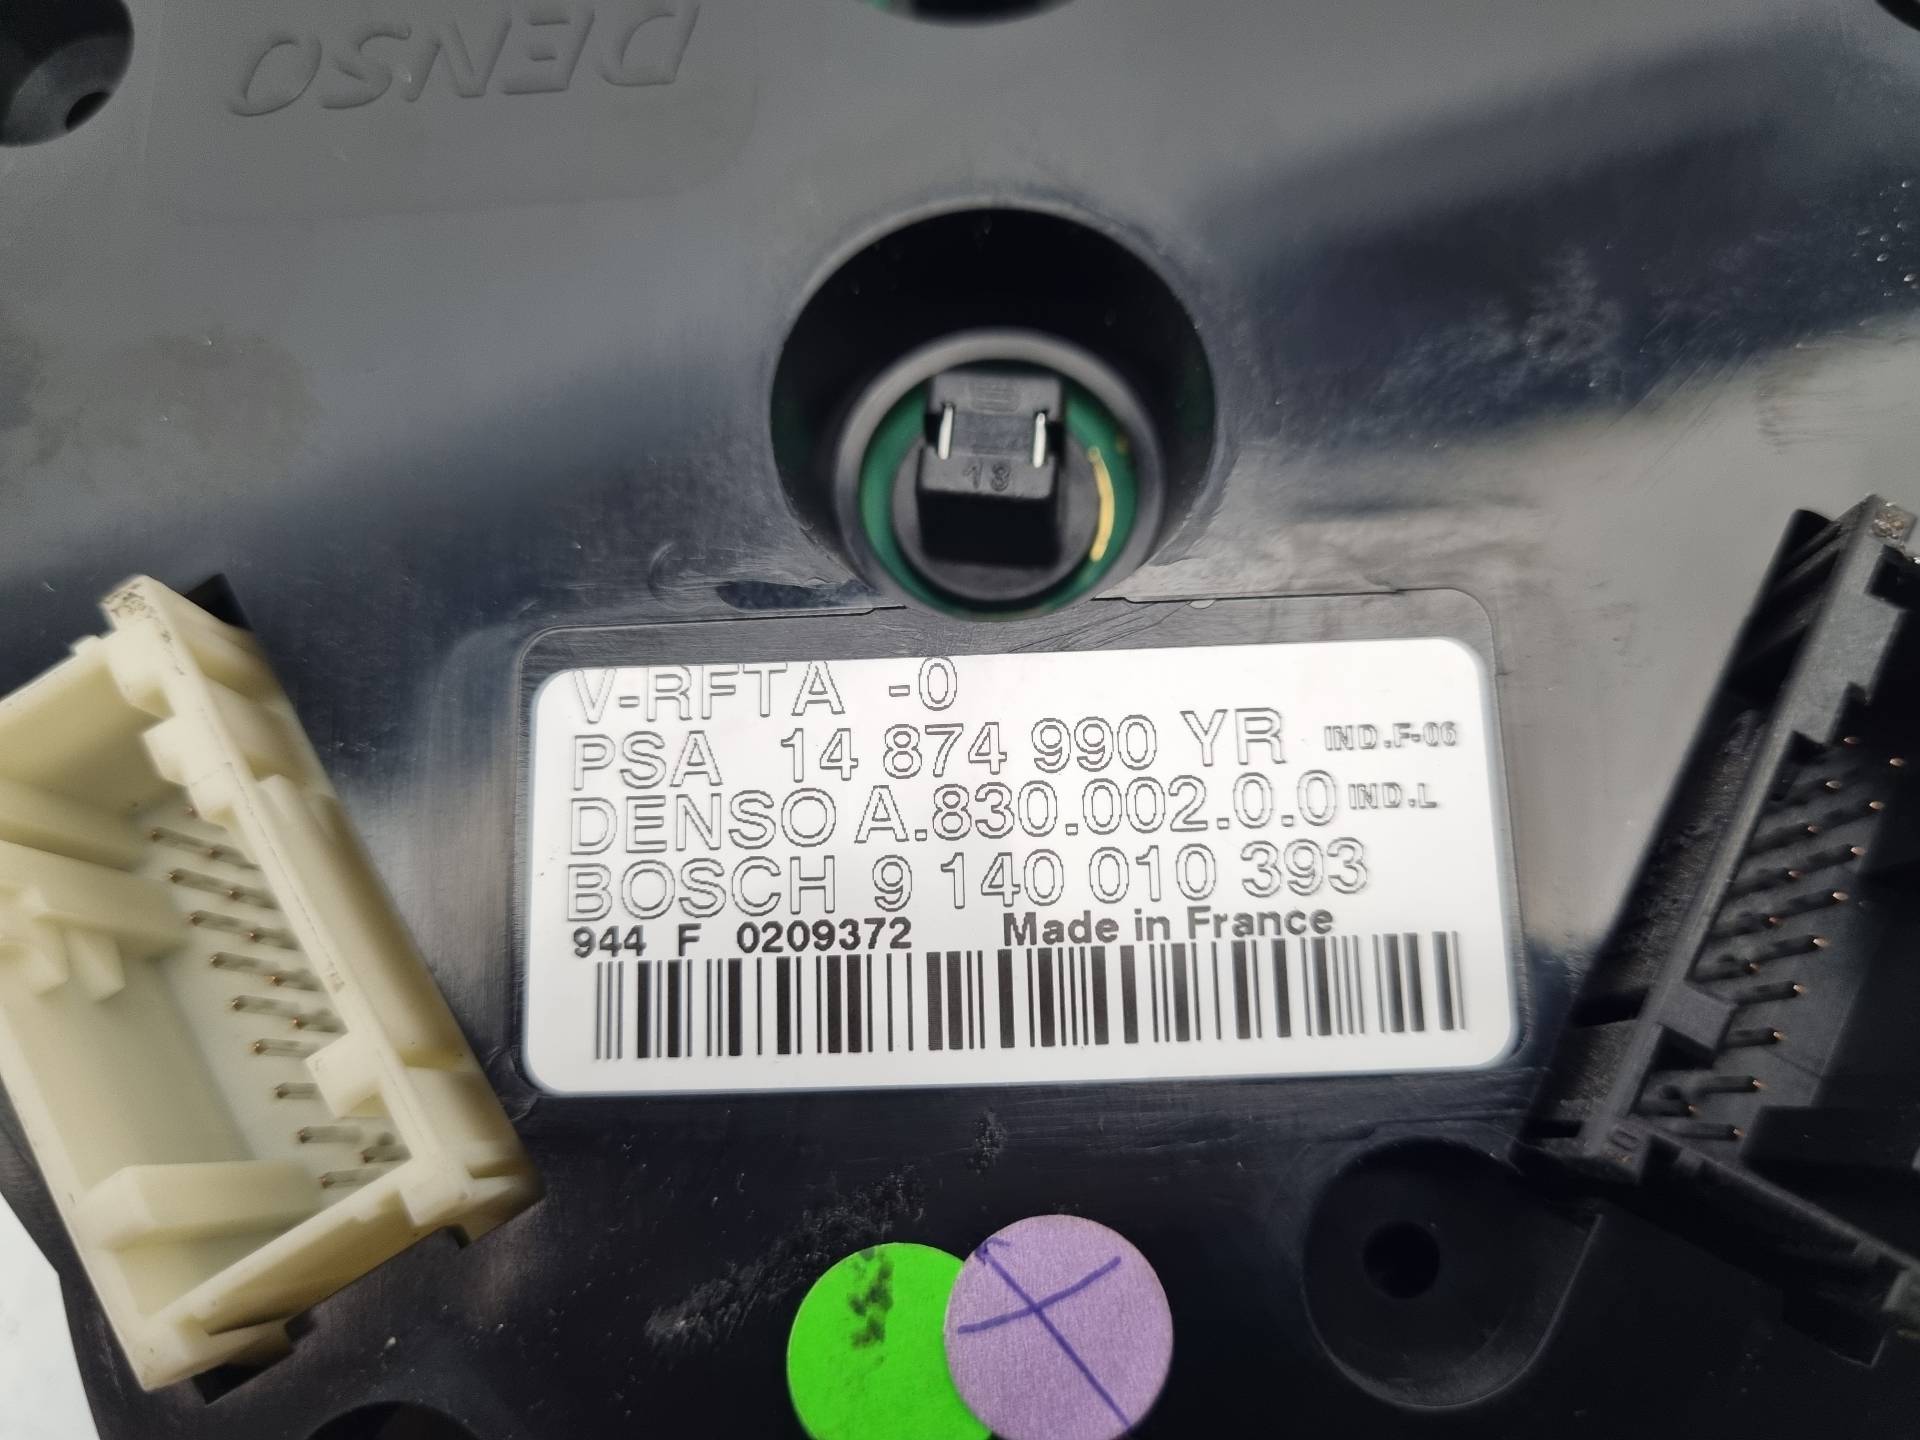 DENSO
18
V-RFTA -0
PSA 14 874 990 YR IND.F-06
DENSO A.830.002.0.0 IND.L
BOSCH 9 140 010 393
944 F 0209372 Made in France